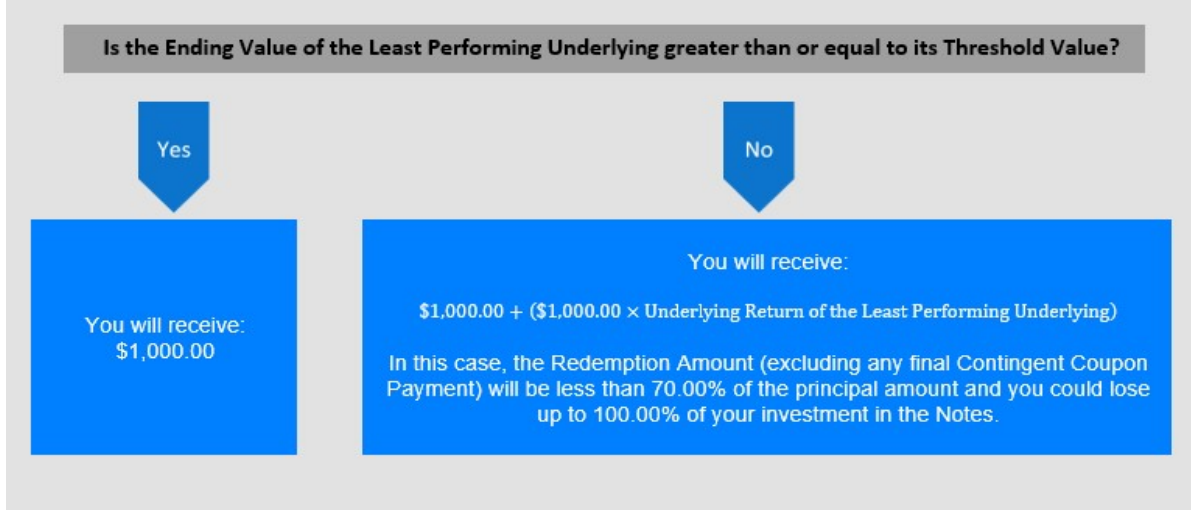 Is the Ending Value of the Least Performing Underlying greater than or equal to its Threshold Value?
Yes
No
You will receive:
$1,000.00
You will receive:
$1,000.00 + ($1,000.00 × Underlying Return of the Least Performing Underlying)
In this case, the Redemption Amount (excluding any final Contingent Coupon
Payment) will be less than 70.00% of the principal amount and you could lose
up to 100.00% of your investment in the Notes.